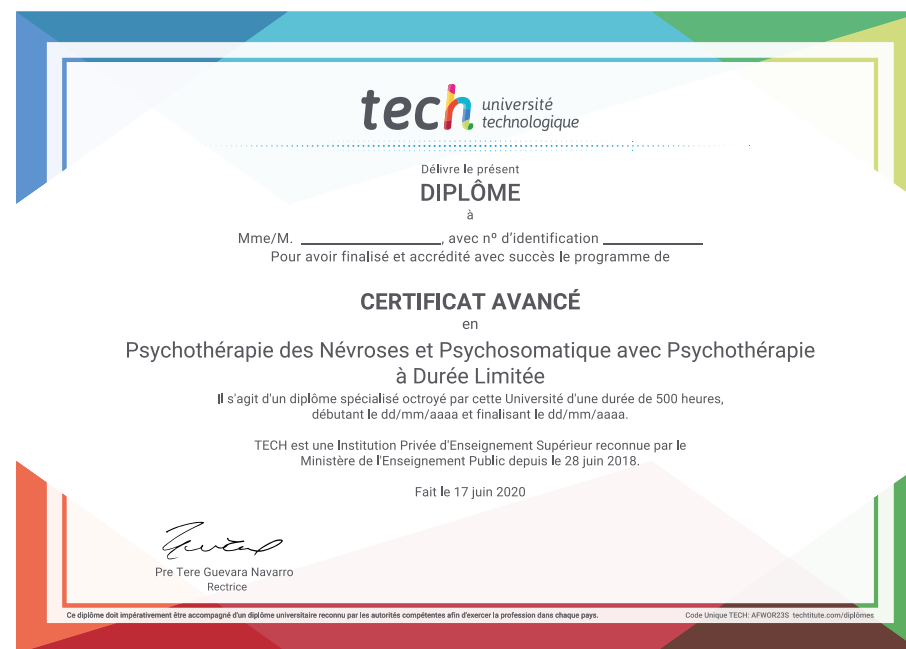 tech université
technologique
Délivre le présent
DIPLÔME
à
Mme/M. ____________________, avec nº d'identification ______________
Pour avoir finalisé et accrédité avec succès le programme de
CERTIFICAT AVANCÉ
en
Psychothérapie des Névroses et Psychosomatique avec Psychothérapie
à Durée Limitée
Il s'agit d'un diplôme spécialisé octroyé par cette Université d'une durée de 500 heures,
débutant le dd/mm/aaaa et finalisant le dd/mm/aaaa.
TECH est une Institution Privée d'Enseignement Supérieur reconnue par le
Ministère de l'Enseignement Public depuis le 28 juin 2018.
Fait le 17 juin 2020
Pre Tere Guevara Navarro
Rectrice
Ce diplôme doit impérativement être accompagné d'un diplôme universitaire reconnu par les autorités compétentes afin d'exercer la profession dans chaque pays.
Code Unique TECH: AFWOR23S techtitute.com/diplômes